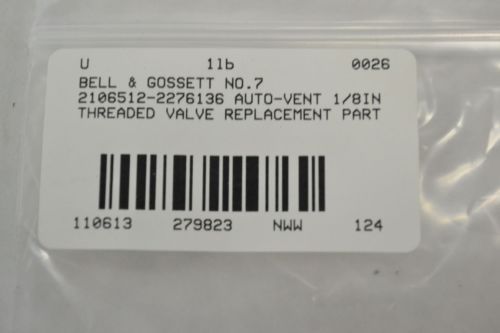 U 1lb 0026
BELL & GOSSETT NO.7
2106512-2276136 AUTO-VENT 1/8IN
THREADED VALVE REPLACEMENT PART
110613 279823 NWW 124